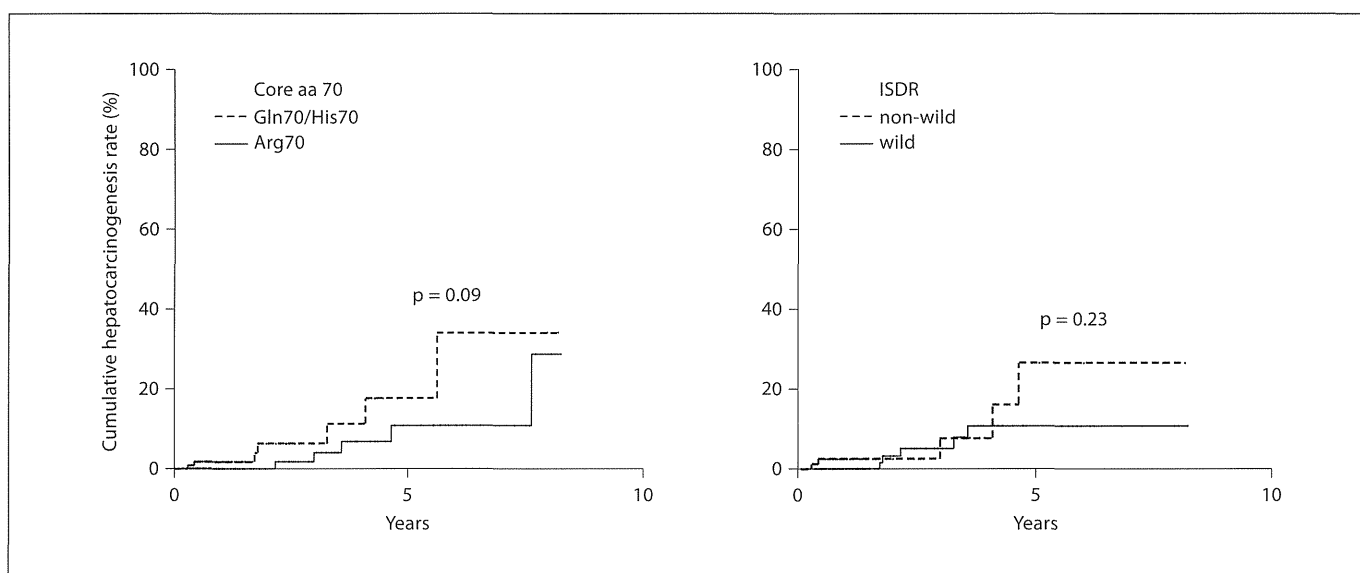 Cumulative hepatocarcinogenesis rate (%)
100
80
60
40
20
0
Core aa 70
Gln70/His70
Arg70
p = 0.09
0
5
10
Years
100
80
60
40
20
0
ISDR
non-wild
wild
p = 0.23
0
5
10
Years